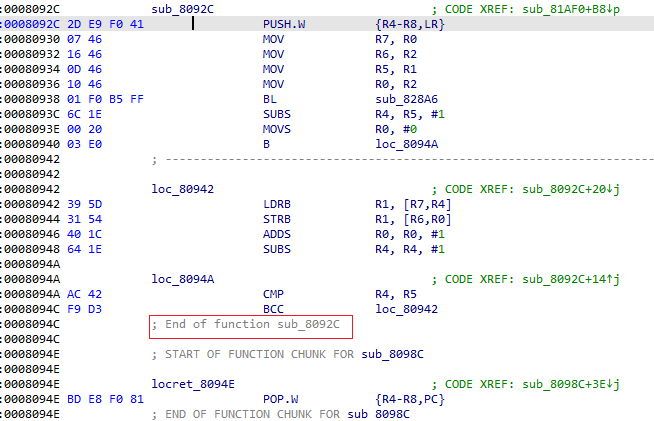 :0008092C sub_8092C ; CODE XREF: sub_81AF0+B8↓p
:0008092C 2D E9 F0 41 PUSH.W {R4-R8,LR}
:00080930 07 46 MOV R7, R0
:00080932 16 46 MOV R6, R2
:00080934 0D 46 MOV R5, R1
:00080936 10 46 MOV R0, R2
:00080938 01 F0 B5 FF BL sub_828A6
:0008093C 6C 1E SUBS R4, R5, #1
:0008093E 00 20 MOVS R0, #0
:00080940 03 E0 B loc_8094A
:00080942 ; ---------------------------------------------------------------------------
:00080942
:00080942 loc_80942 ; CODE XREF: sub_8092C+20↓j
:00080942 39 5D LDRB R1, [R7,R4]
:00080944 31 54 STRB R1, [R6,R0]
:00080946 40 1C ADDS R0, R0, #1
:00080948 64 1E SUBS R4, R4, #1
:0008094A
:0008094A loc_8094A ; CODE XREF: sub_8092C+14↑j
:0008094A AC 42 CMP R4, R5
:0008094C F9 D3 BCC loc_80942
:0008094C ; End of function sub_8092C
:0008094C
:0008094E ; START OF FUNCTION CHUNK FOR sub_8098C
:0008094E
:0008094E locret_8094E ; CODE XREF: sub_8098C+3E↓j
:0008094E BD E8 F0 81 POP.W {R4-R8,PC}
:0008094E ; END OF FUNCTION CHUNK FOR sub 8098C